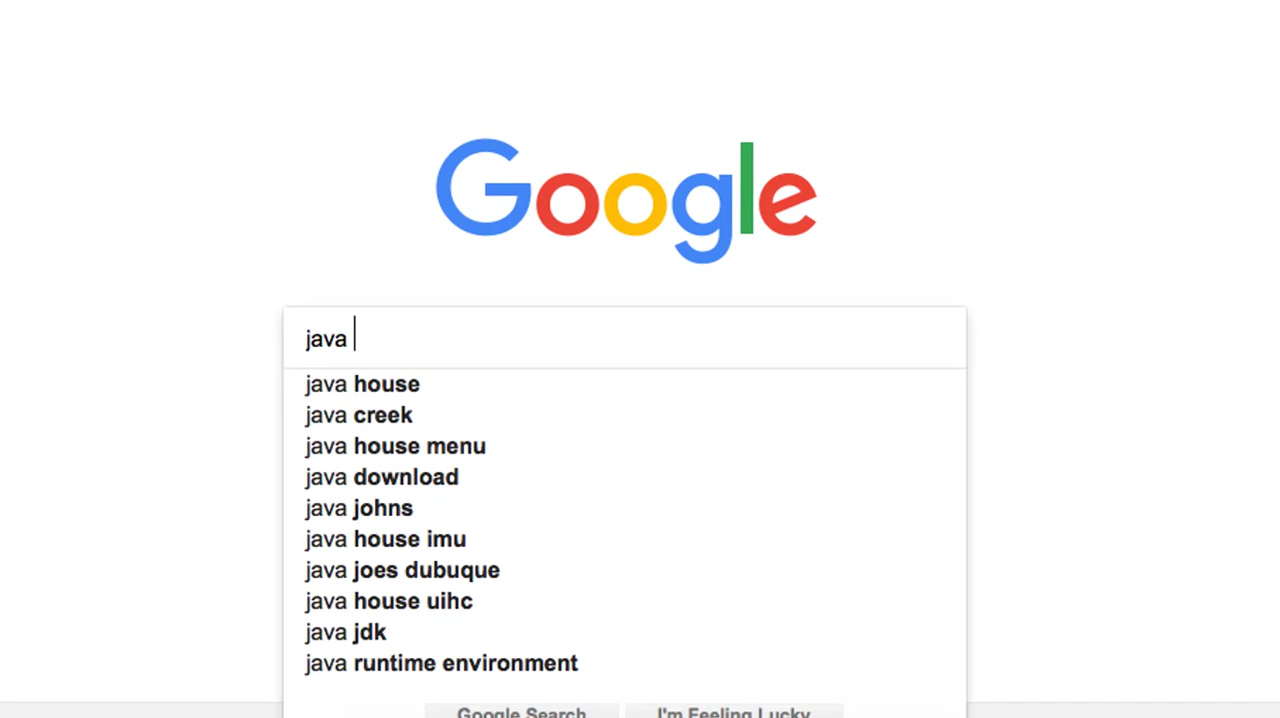 Google
java
java house
java creek
java house menu
java download
java johns
java house imu
java joes dubuque
java house uihc
java jdk
java runtime environment
Google Search
I'm Feeling Lucky